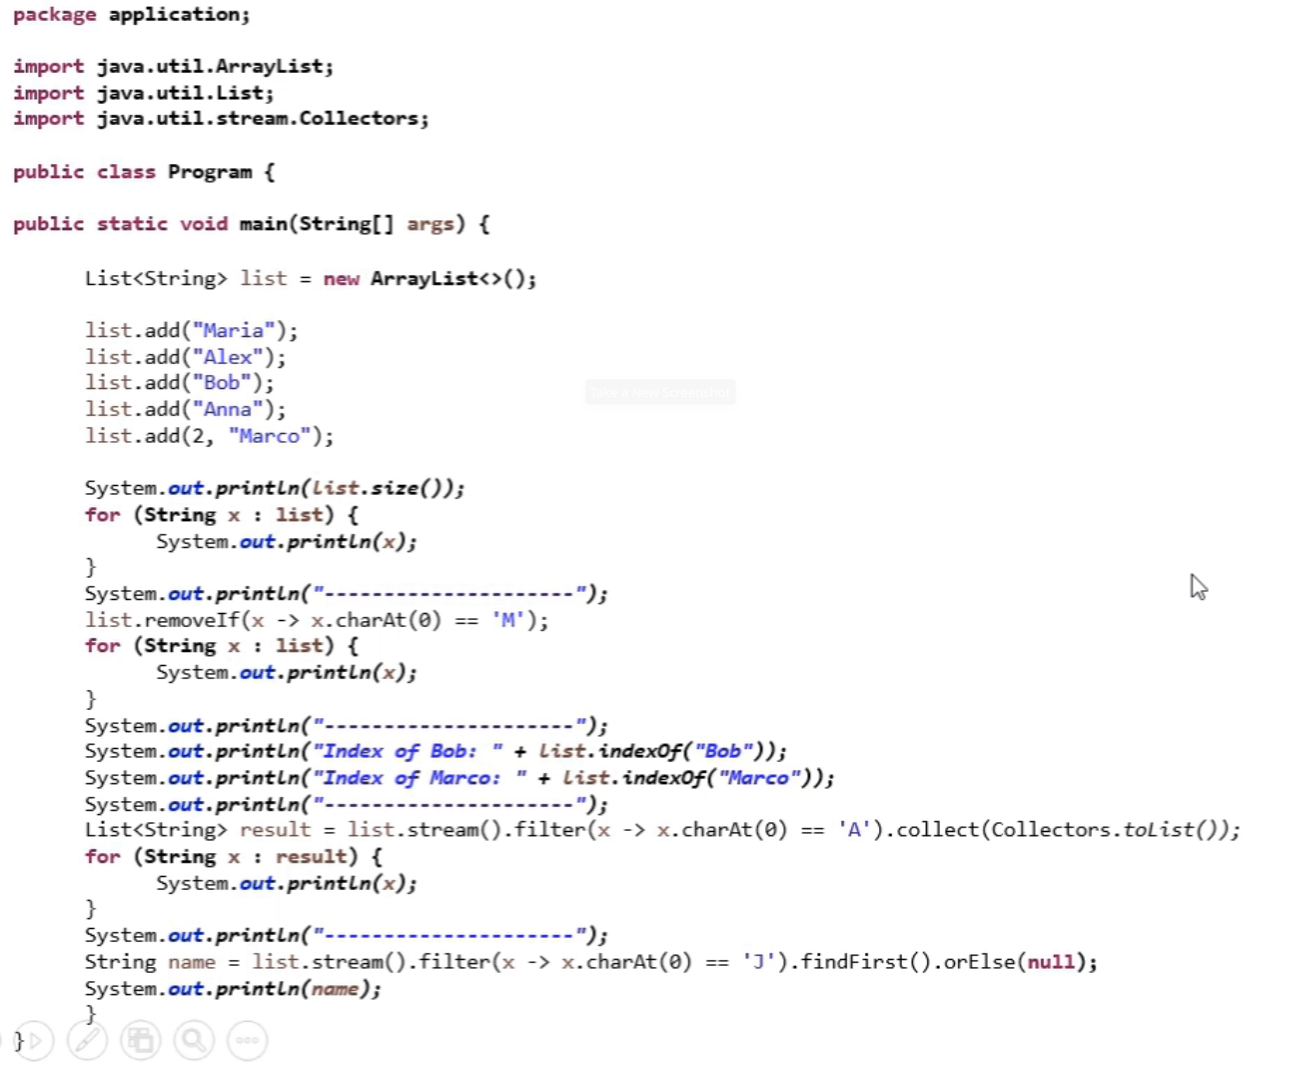 package application;
import java.util.ArrayList;
import java.util.List;
import java.util.stream.Collectors;
public class Program {
public static void main(String[] args) {
List<String> list = new ArrayList<>();
list.add("Maria");
list.add("Alex");
list.add("Bob");
list.add("Anna");
list.add(2, "Marco");
Take a New Screenshot
System.out.println(list.size());
for (String x : list) {
System.out.println(x);
}
System.out.println("---------------------");
list.removeIf(x -> x.charAt(0) == 'M');
for (String x : list) {
System.out.println(x);
}
System.out.println("---------------------");
System.out.println("Index of Bob: " + list.indexOf("Bob"));
System.out.println("Index of Marco: " + list.indexOf("Marco"));
System.out.println("---------------------");
List<String> result = list.stream().filter(x -> x.charAt(0) == 'A').collect(Collectors.toList());
for (String x : result) {
System.out.println(x);
}
System.out.println("---------------------");
String name = list.stream().filter(x -> x.charAt(0) == 'J').findFirst().orElse(null);
System.out.println(name);
}
}